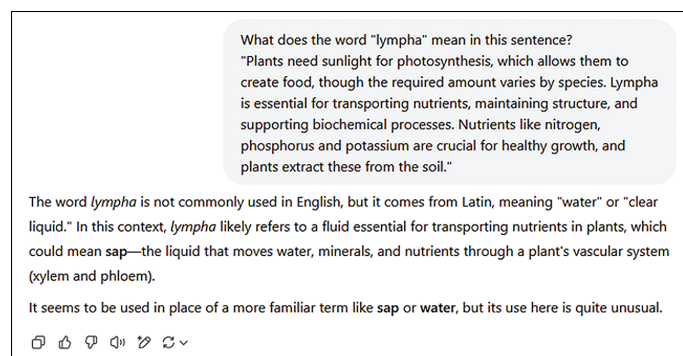 What does the word "lympha" mean in this sentence?
"Plants need sunlight for photosynthesis, which allows them to
create food, though the required amount varies by species. Lympha
is essential for transporting nutrients, maintaining structure, and
supporting biochemical processes. Nutrients like nitrogen,
phosphorus and potassium are crucial for healthy growth, and
plants extract these from the soil."
The word lympha is not commonly used in English, but it comes from Latin, meaning "water" or "clear
liquid." In this context, lympha likely refers to a fluid essential for transporting nutrients in plants, which
could mean sap—the liquid that moves water, minerals, and nutrients through a plant's vascular system
(xylem and phloem).
It seems to be used in place of a more familiar term like sap or water, but its use here is quite unusual.